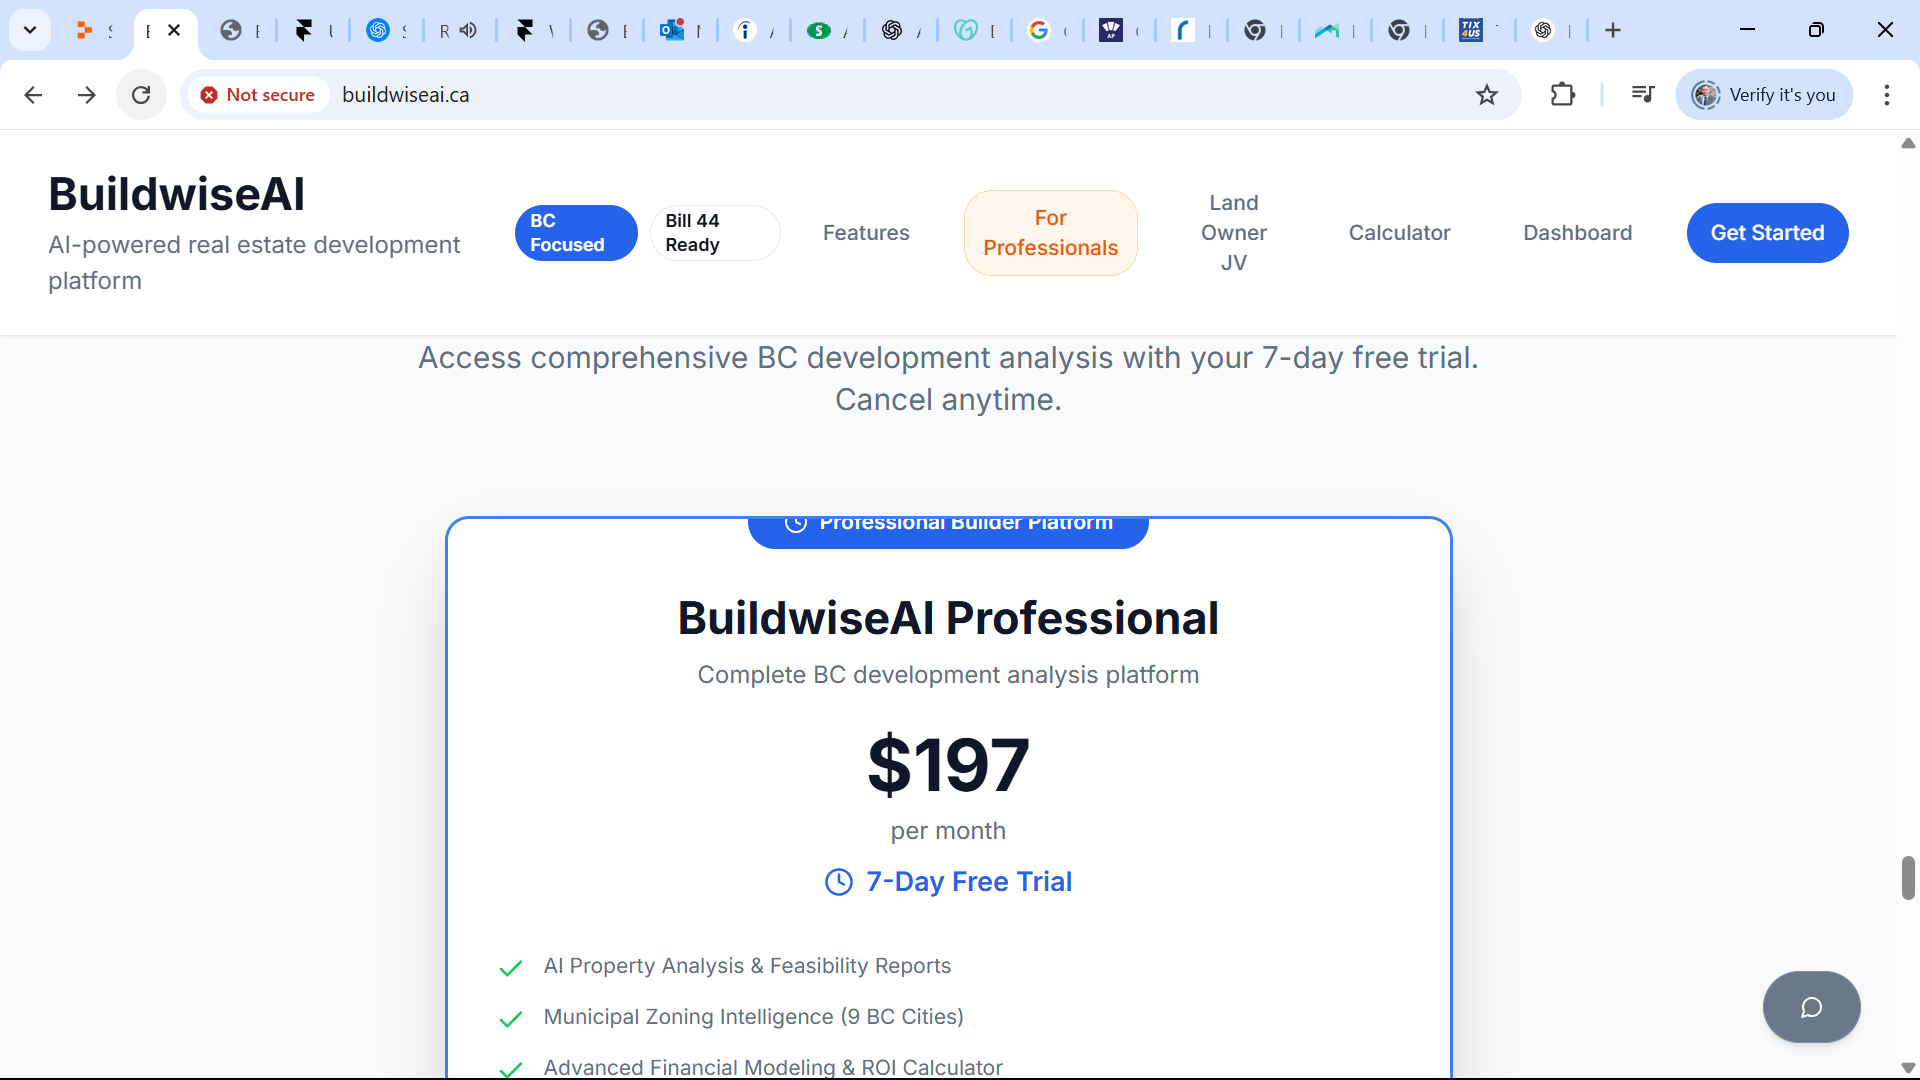 Not secure
buildwiseai.ca
Verify it's you
BuildwiseAI
AI-powered real estate development
platform
BC
Focused
Bill 44
Ready
Features
For
Professionals
Land
Owner
JV
Calculator
Dashboard
Get Started
Access comprehensive BC development analysis with your 7-day free trial.
Cancel anytime.
Professional Builder Platform
BuildwiseAI Professional
Complete BC development analysis platform
$197
per month
7-Day Free Trial
AI Property Analysis & Feasibility Reports
Municipal Zoning Intelligence (9 BC Cities)
Advanced Financial Modeling & ROI Calculator